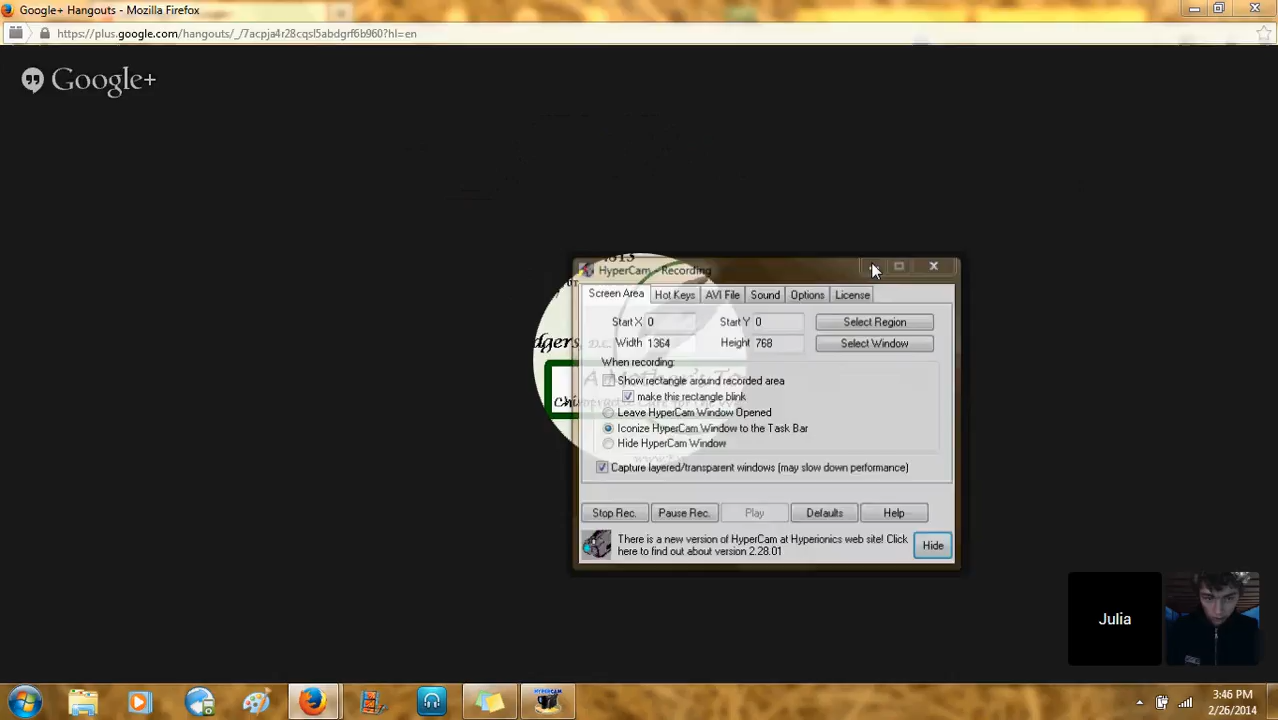 Google+ Hangouts - Mozilla Firefox
https://plus.google.com/hangouts/_/7acpja4r28cqsl5abdgrf6b960?hl=en
Google+
HyperCam - Recording
Screen Area Hot Keys AVI File Sound Options License
Start X 0 Start Y 0 Select Region
Width 1364 Height 768 Select Window
When recording:
Show rectangle around recorded area
make this rectangle blink
Leave HyperCam Window Opened
Iconize HyperCam Window to the Task Bar
Hide HyperCam Window
Capture layered/transparent windows (may slow down performance)
Stop Rec. Pause Rec. Play Defaults Help
There is a new version of HyperCam at Hyperionics web site! Click
here to find out about version 2.28.01
Hide
Julia
HYPERCAM
3:46 PM
2/26/2014